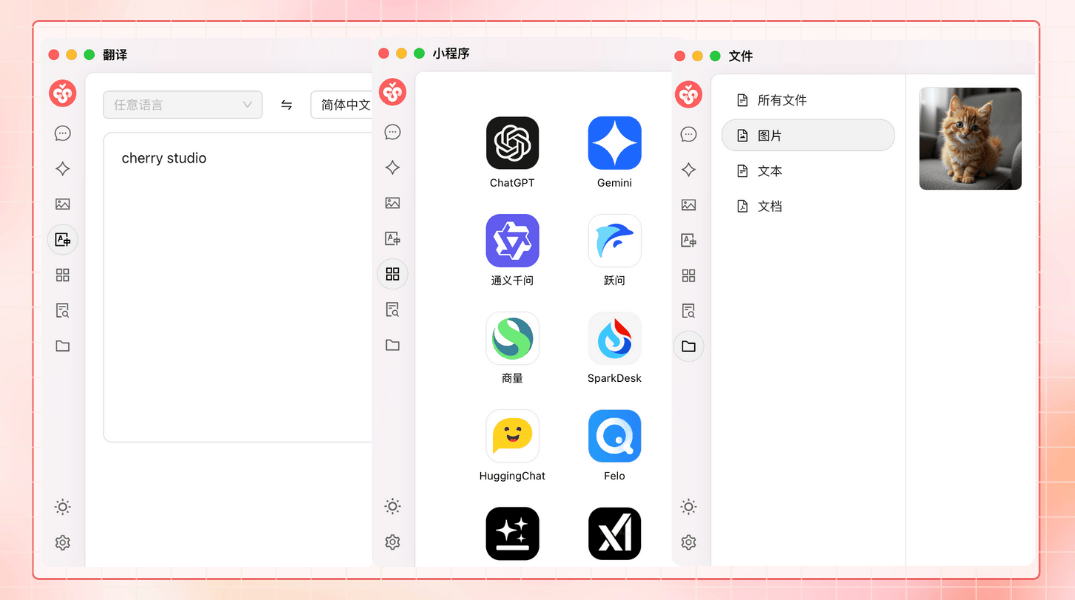 翻译
任意语言
简体中文
cherry studio
小程序
ChatGPT
Gemini
通义千问
跃问
商量
SparkDesk
HuggingChat
Felo
文件
所有文件
图片
文本
文档